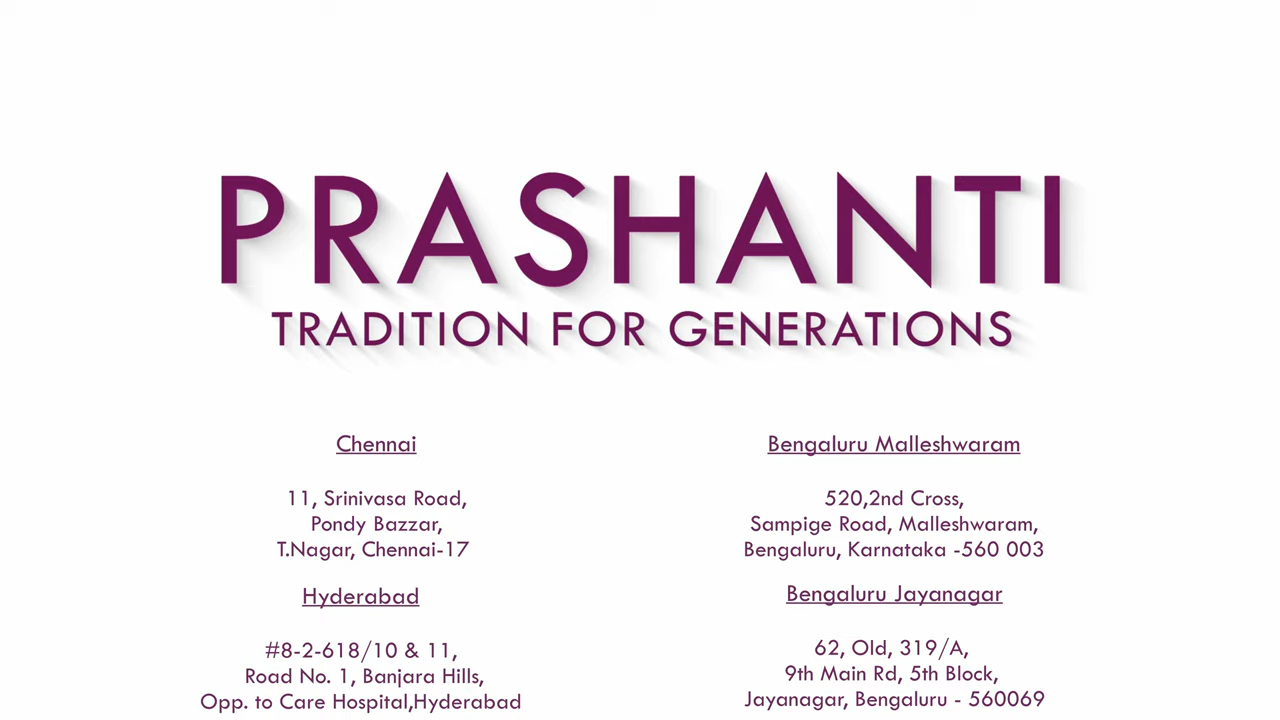 PRASHANTI
TRADITION FOR GENERATIONS
Chennai
11, Srinivasa Road,
Pondy Bazzar,
T.Nagar, Chennai-17
Hyderabad
#8-2-618/10 & 11,
Road No. 1, Banjara Hills,
Opp. to Care Hospital,Hyderabad
Bengaluru Malleshwaram
520,2nd Cross,
Sampige Road, Malleshwaram,
Bengaluru, Karnataka -560 003
Bengaluru Jayanagar
62, Old, 319/A,
9th Main Rd, 5th Block,
Jayanagar, Bengaluru - 560069